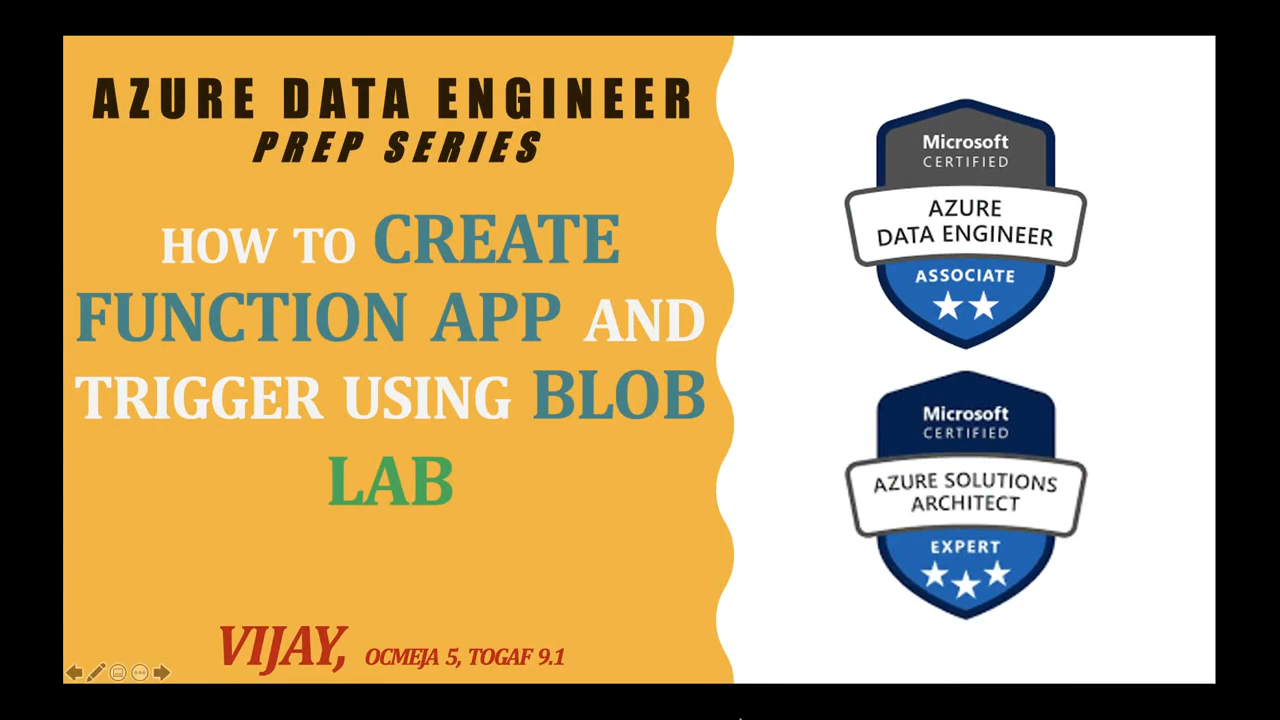 AZURE DATA ENGINEER
PREP SERIES
HOW TO CREATE
FUNCTION APP AND
TRIGGER USING BLOB
LAB
VIJAY, OCMEJA 5, TOGAF 9.1
Microsoft
CERTIFIED
AZURE
DATA ENGINEER
ASSOCIATE
Microsoft
CERTIFIED
AZURE SOLUTIONS
ARCHITECT
EXPERT